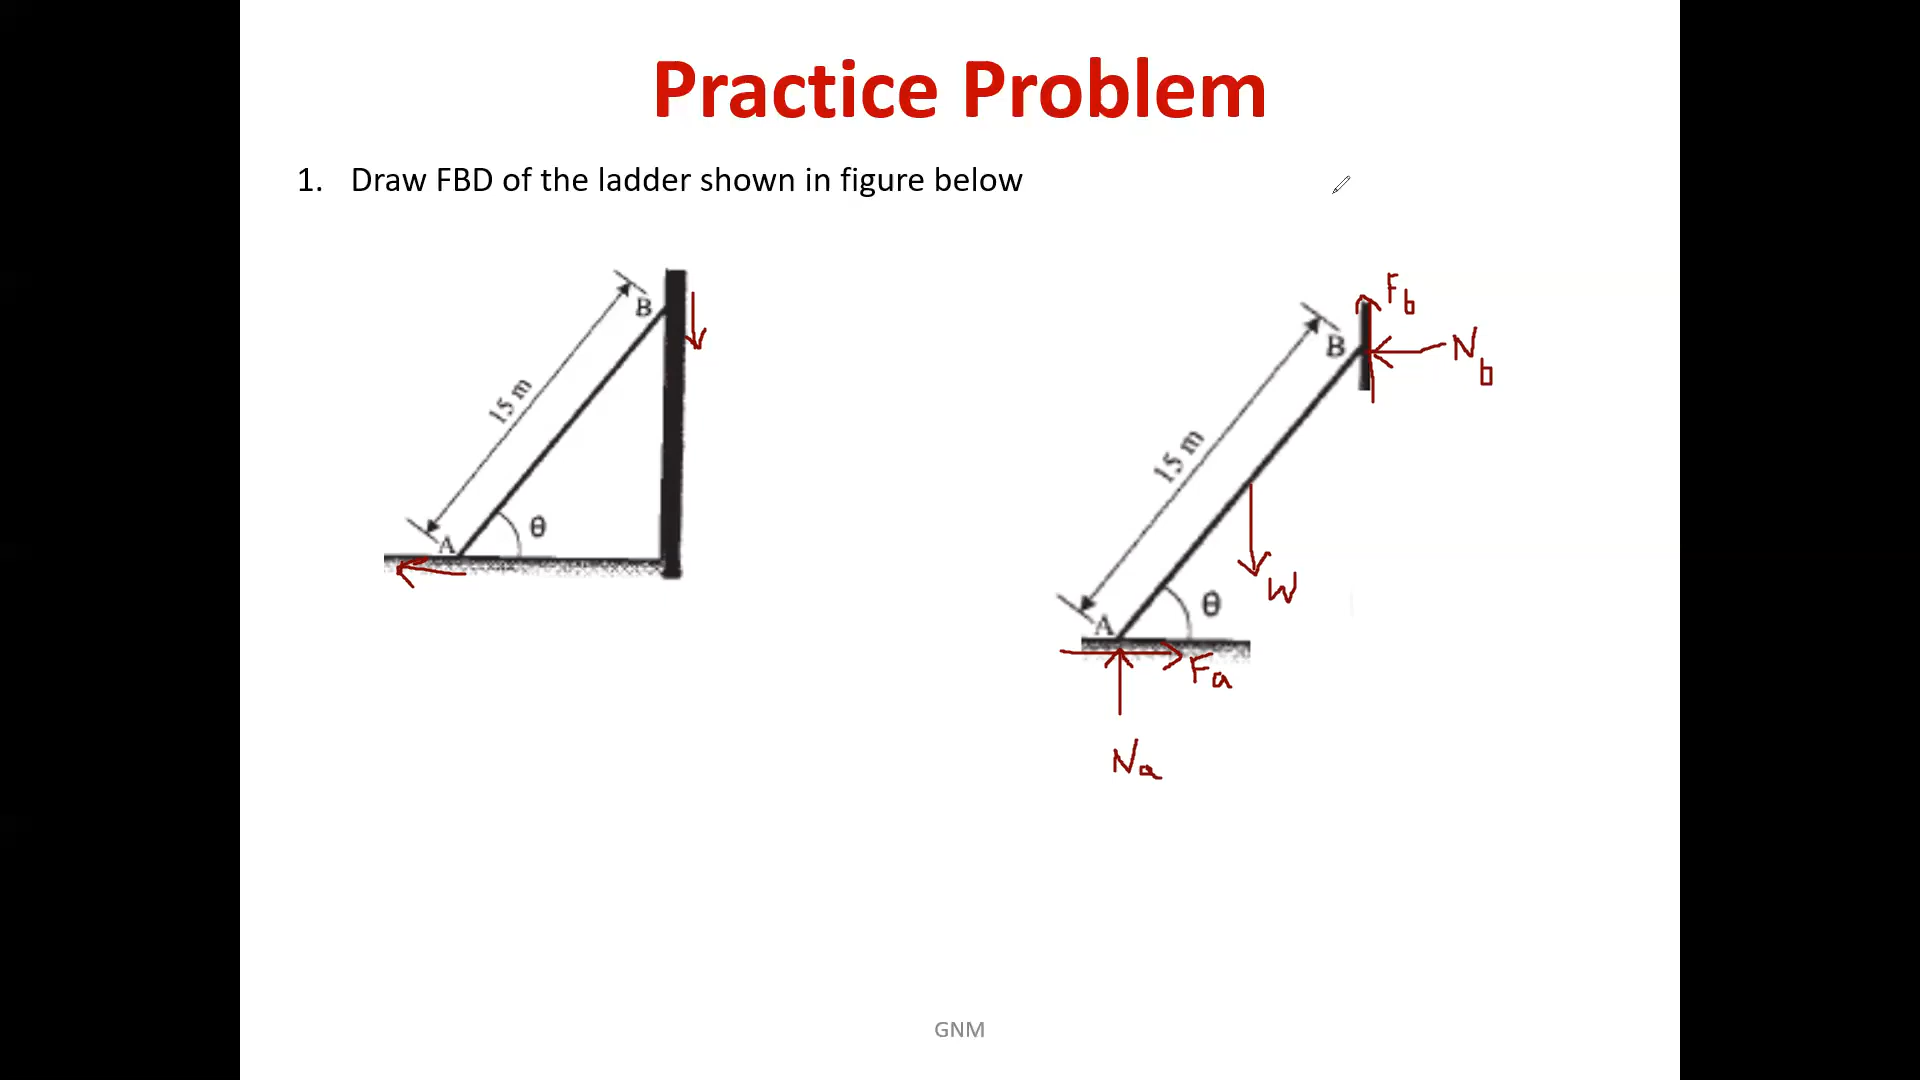 Practice Problem
1. Draw FBD of the ladder shown in figure below
B
15 m
A
θ
Fb
B
Nb
15 m
W
A
θ
Fa
Na
GNM